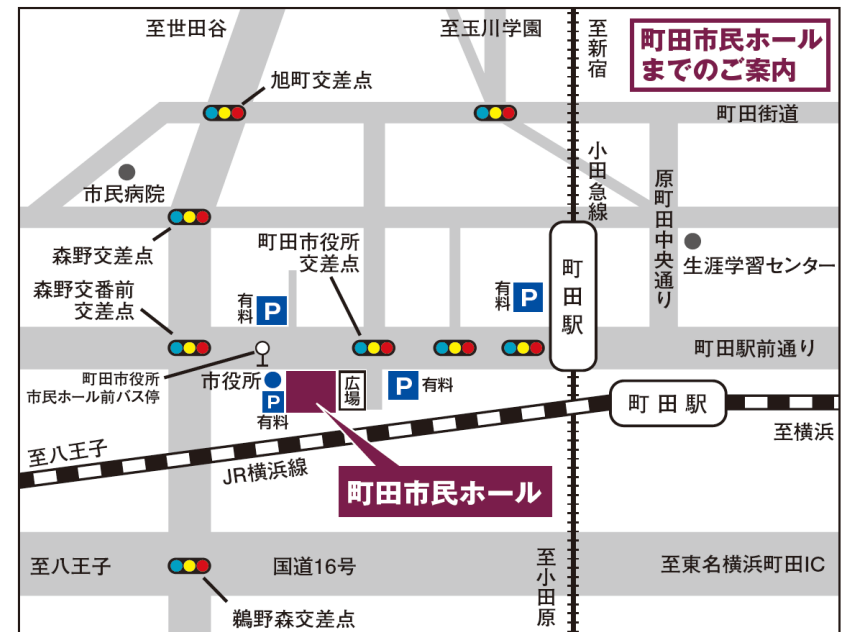 至世田谷
至玉川学園
至新宿
町田市民ホール
までのご案内
旭町交差点
町田街道
小田急線
市民病院
原町田中央通り
森野交差点
町田市役所
交差点
生涯学習センター
森野交番前
交差点
有料
P
有料
P
町田駅
町田駅前通り
町田市役所
市民ホール前バス停
市役所
P
有料
広場
P
有料
町田駅
至横浜
至八王子
JR横浜線
町田市民ホール
至八王子
国道16号
至小田原
至東名横浜町田IC
鵜野森交差点